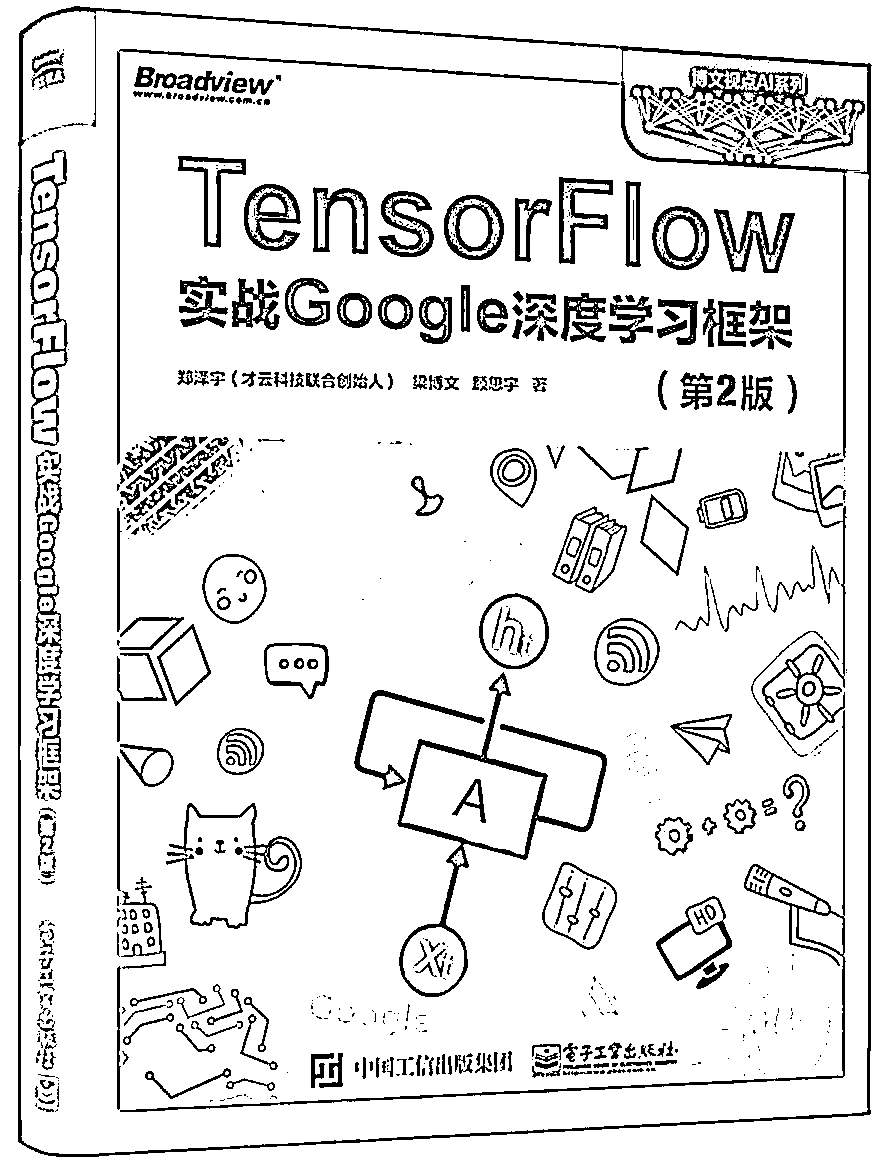 Broadview
www.broadview.com.cn
博文视点AI系列
TensorFlow
实战Google深度学习框架
(第2版)
郑泽宇(才云科技联合创始人) 梁博文 顾思宇 著
TensorFlow 实战Google深度学习框架(第2版)
ht
A
Xt
?
HD
Google
中国工信出版集团
电子工业出版社